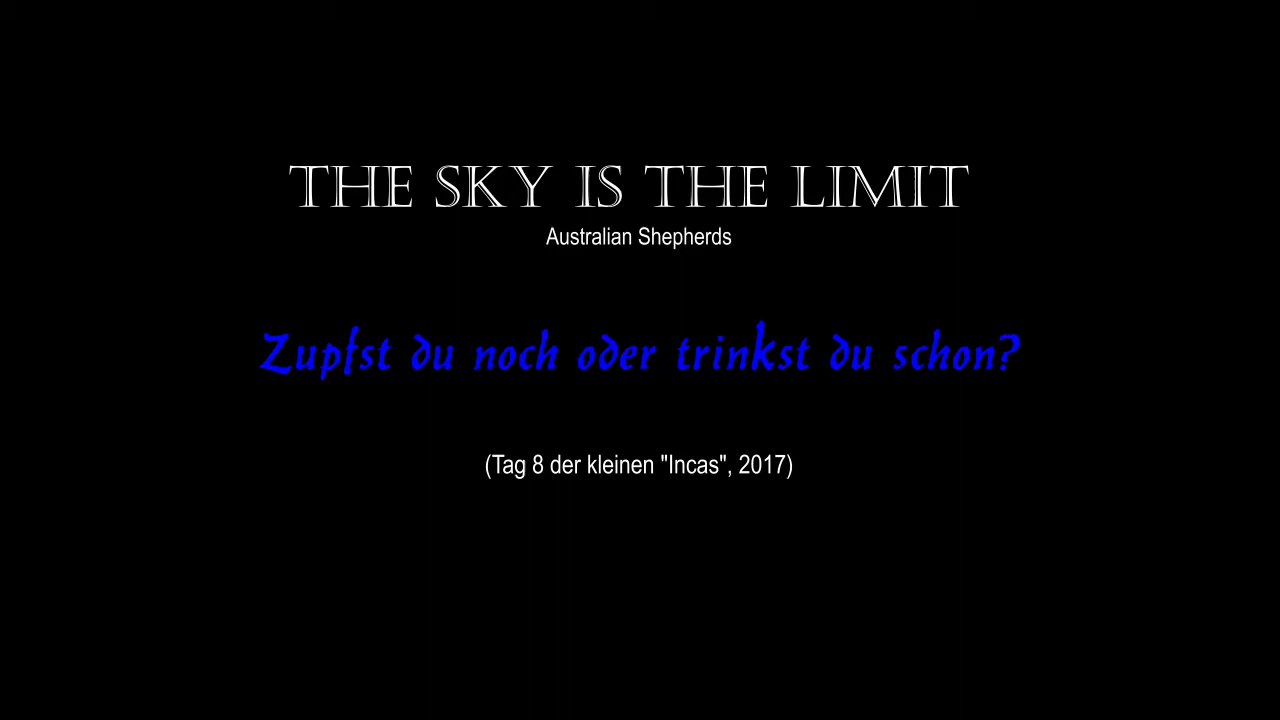 THE SKY IS THE LIMIT
Australian Shepherds
Zupfst du noch oder trinkst du schon?
(Tag 8 der kleinen "Incas", 2017)